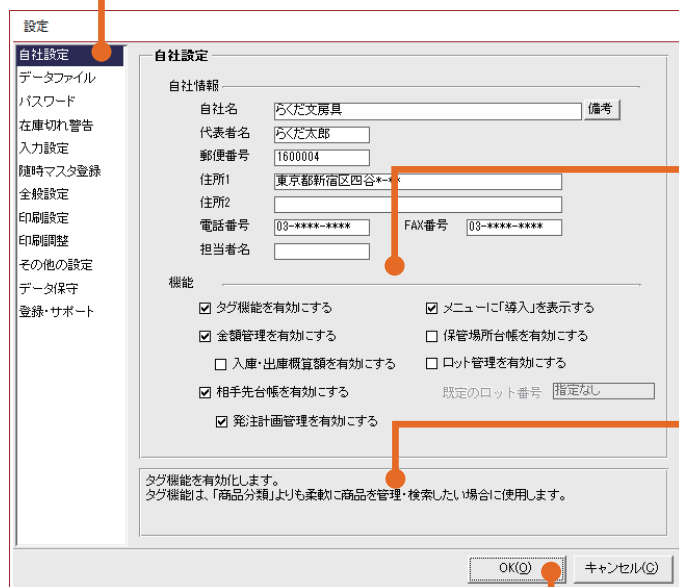 設定
自社設定
データファイル
パスワード
在庫切れ警告
入力設定
随時マスタ登録
全般設定
印刷設定
印刷調整
その他の設定
データ保守
登録・サポート
自社設定
自社情報
自社名 らくだ文房具 備考
代表者名 らくだ太郎
郵便番号 1600004
住所1 東京都新宿区四谷*-**
住所2
電話番号 03-****-**** FAX番号 03-****-****
担当者名
機能
タグ機能を有効にする メニューに「導入」を表示する
金額管理を有効にする 保管場所台帳を有効にする
入庫・出庫概算額を有効にする ロット管理を有効にする
相手先台帳を有効にする 既定のロット番号 指定なし
発注計画管理を有効にする
タグ機能を有効化します。
タグ機能は、「商品分類」よりも柔軟に商品を管理・検索したい場合に使用します。
OK(O) キャンセル(C)